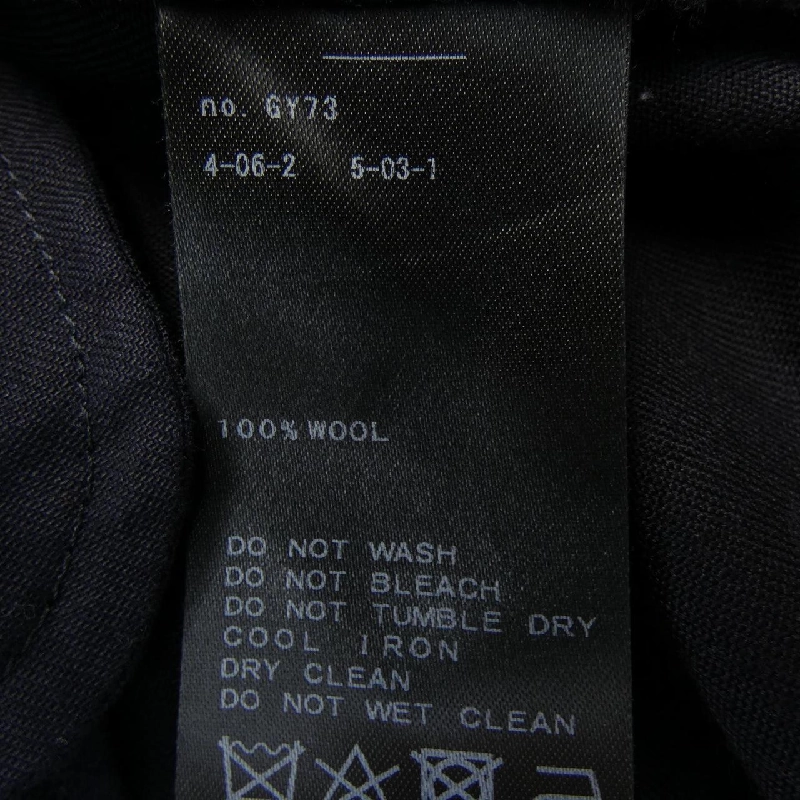 no. GY73
4-06-2 5-03-1
100% WOOL
DO NOT WASH
DO NOT BLEACH
DO NOT TUMBLE DRY
COOL IRON
DRY CLEAN
DO NOT WET CLEAN